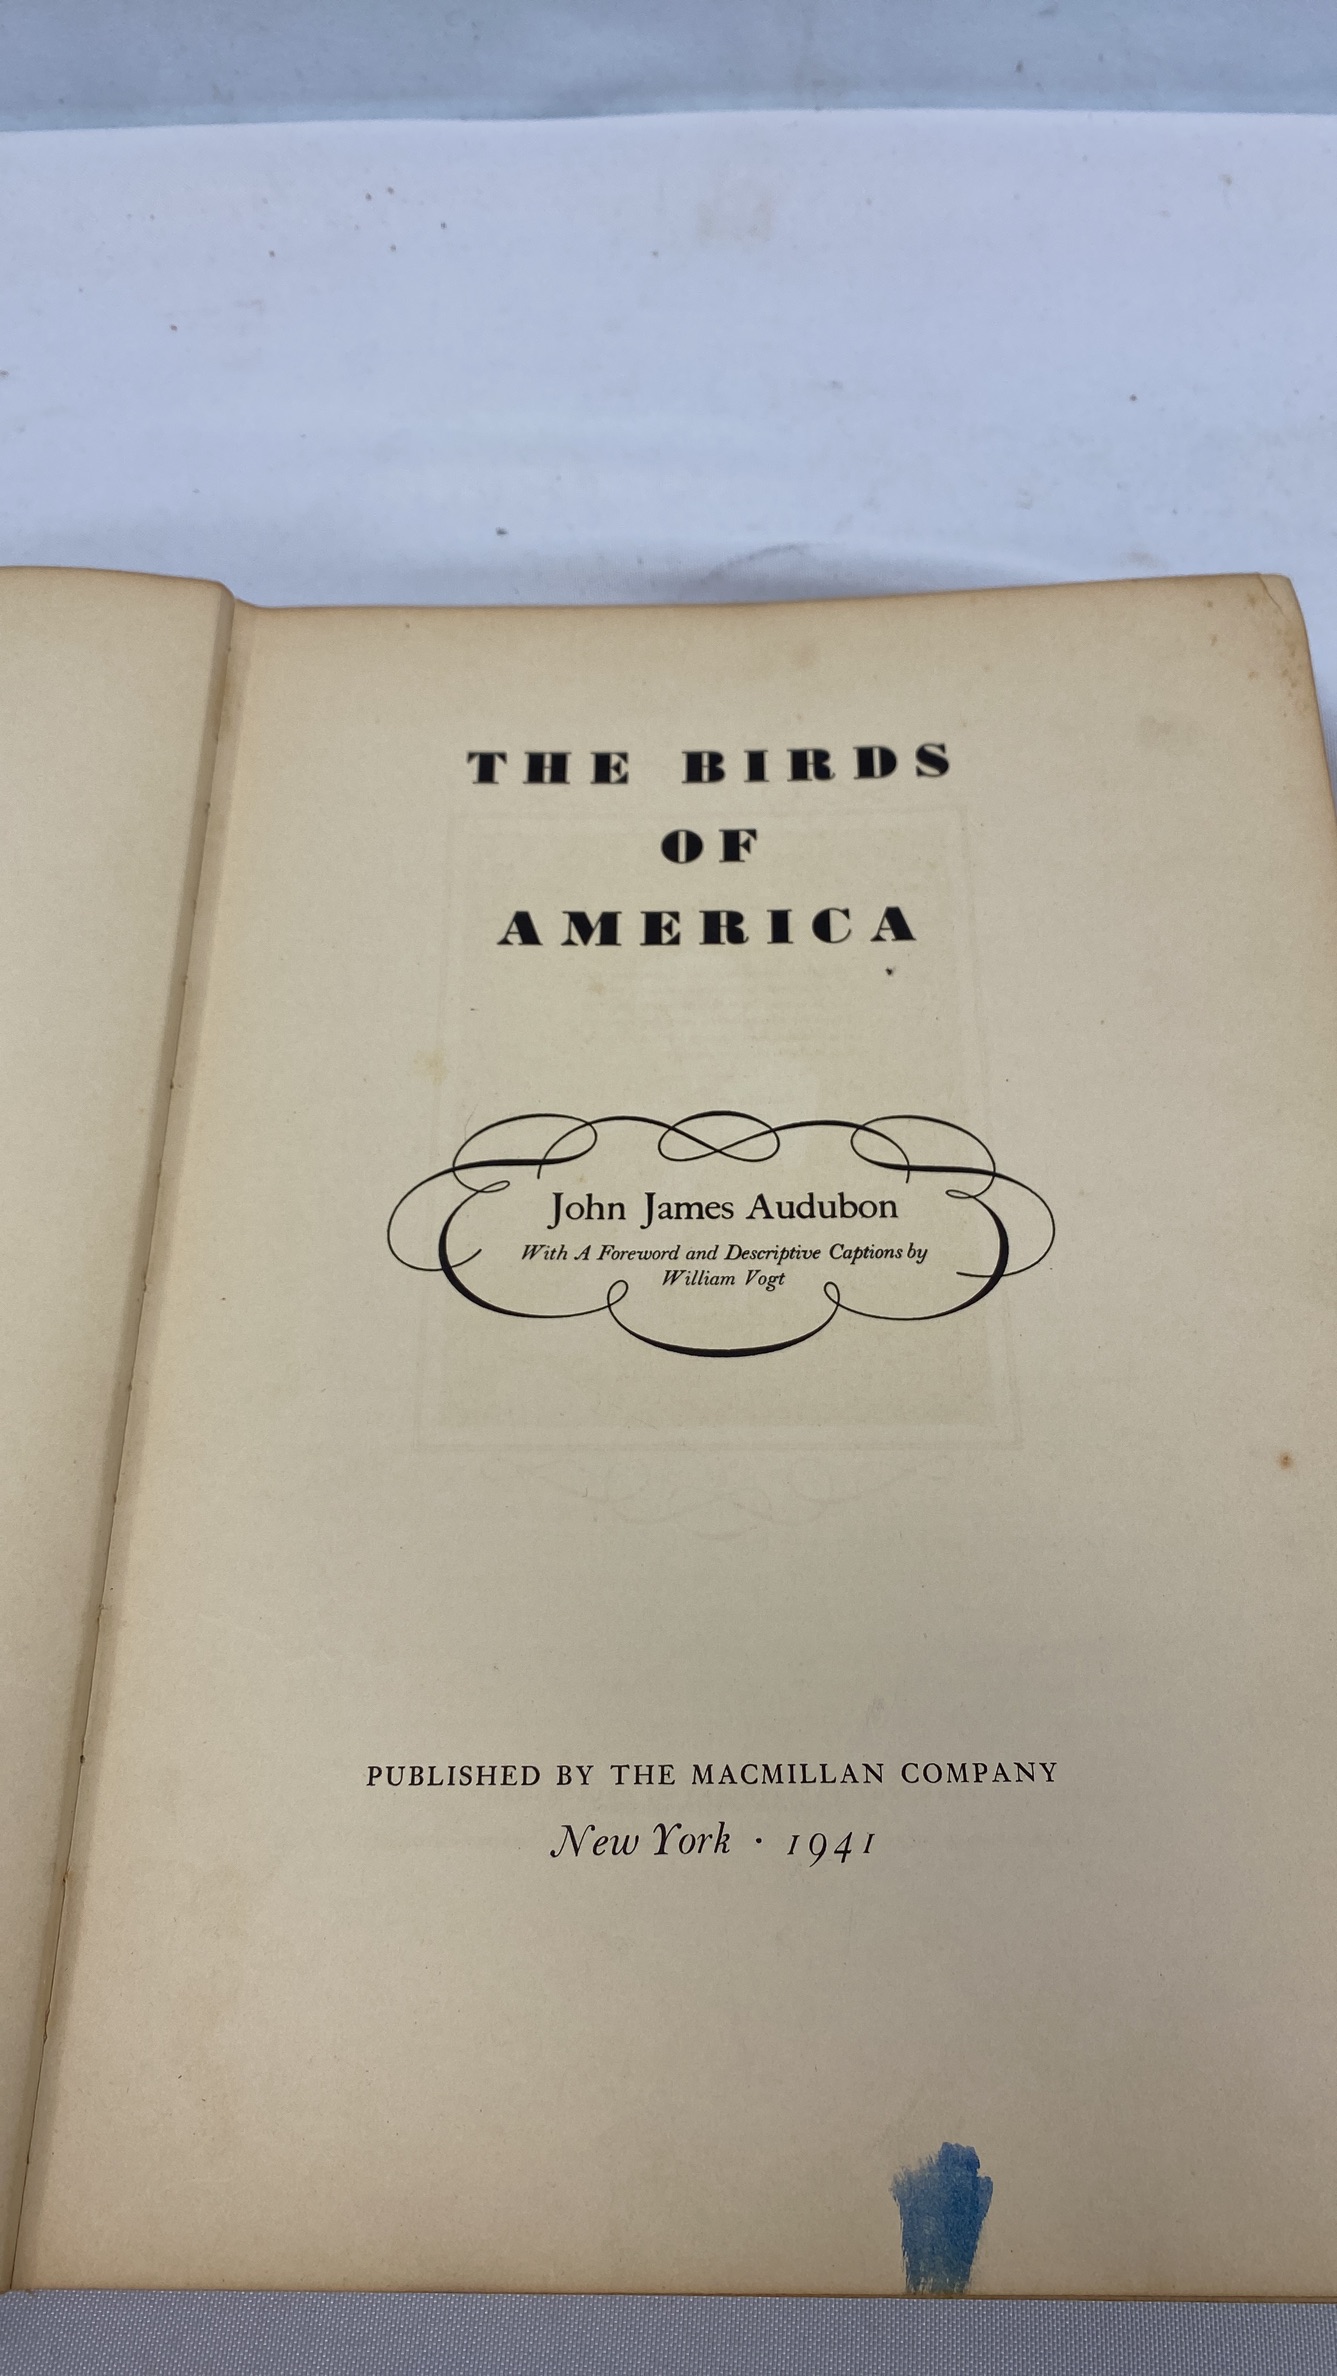 THE BIRDS
OF
AMERICA
John James Audubon
With A Foreword and Descriptive Captions by
William Vogt
PUBLISHED BY THE MACMILLAN COMPANY
New York · 1941